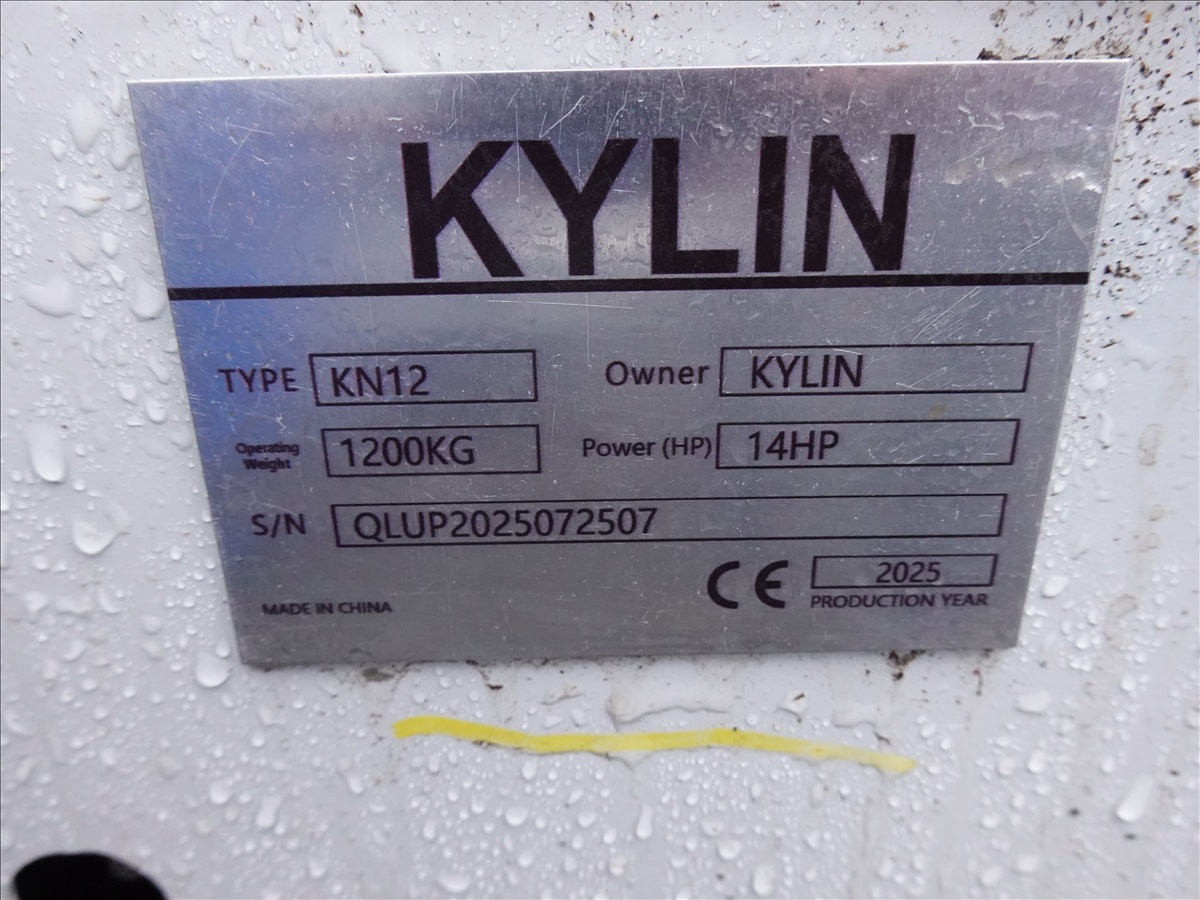 KYLIN
TYPE KN12 Owner KYLIN
Operating Weight 1200KG Power (HP) 14HP
S/N QLUP2025072507
CE 2025
MADE IN CHINA PRODUCTION YEAR